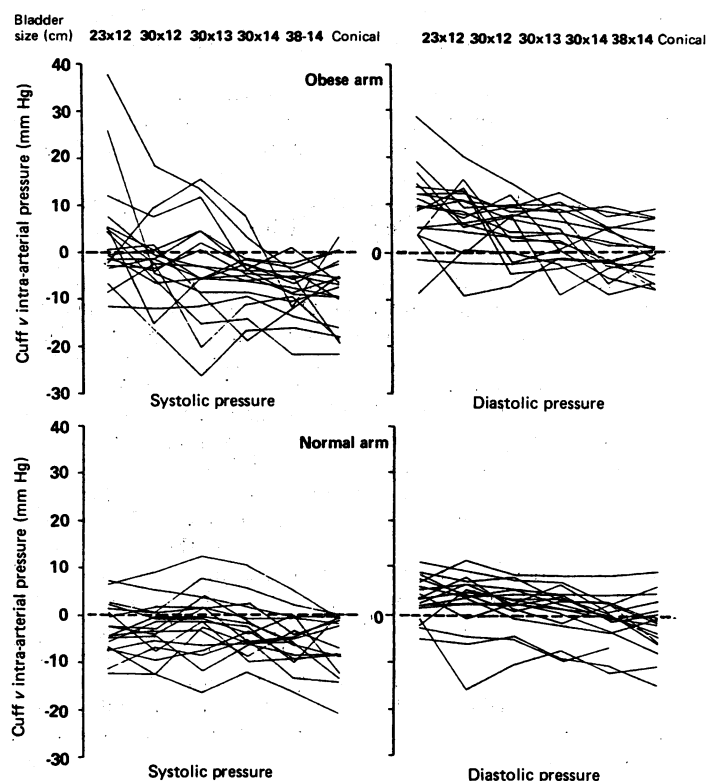 Bladder
size (cm) 23x12 30x12 30x13 30x14 38-14 Conical
23x12 30x12 30x13 30x14 38x14 Conical
Obese arm
Cuff v intra-arterial pressure (mm Hg)
40
30
20
10
0
-10
-20
-30
0
Systolic pressure
Diastolic pressure
Normal arm
Cuff v intra-arterial pressure (mm Hg)
40
30
20
10
0
-10
-20
-30
0
Systolic pressure
Diastolic pressure